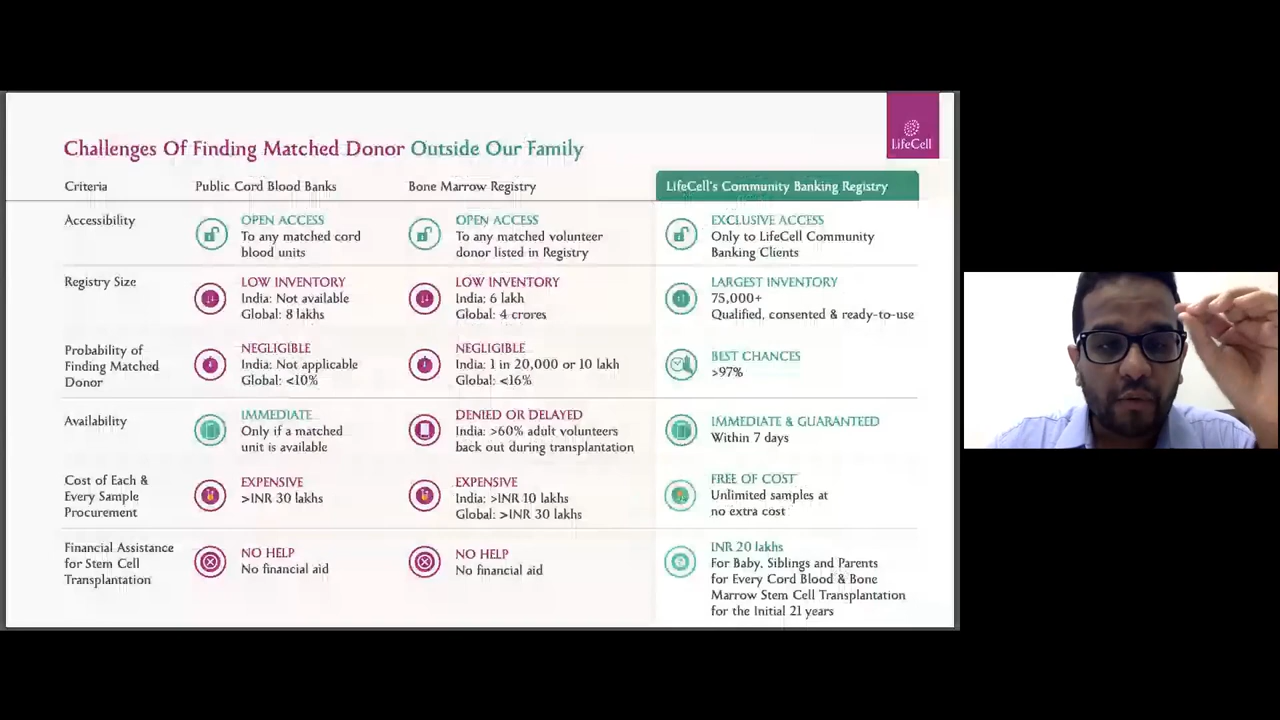 LifeCell
Challenges Of Finding Matched Donor Outside Our Family
Criteria
Public Cord Blood Banks
Bone Marrow Registry
LifeCell's Community Banking Registry
Accessibility
OPEN ACCESS
To any matched cord
blood units
OPEN ACCESS
To any matched volunteer
donor listed in Registry
EXCLUSIVE ACCESS
Only to LifeCell Community
Banking Clients
Registry Size
LOW INVENTORY
India: Not available
Global: 8 lakhs
LOW INVENTORY
India: 6 lakh
Global: 4 crores
LARGEST INVENTORY
75,000+
Qualified, consented & ready-to-use
Probability of
Finding Matched
Donor
NEGLIGIBLE
India: Not applicable
Global: <10%
NEGLIGIBLE
India: 1 in 20,000 or 10 lakh
Global: <16%
BEST CHANCES
>97%
Availability
IMMEDIATE
Only if a matched
unit is available
DENIED OR DELAYED
India: >60% adult volunteers
back out during transplantation
IMMEDIATE & GUARANTEED
Within 7 days
Cost of Each &
Every Sample
Procurement
EXPENSIVE
>INR 30 lakhs
EXPENSIVE
India: >INR 10 lakhs
Global: >INR 30 lakhs
FREE OF COST
Unlimited samples at
no extra cost
Financial Assistance
for Stem Cell
Transplantation
NO HELP
No financial aid
NO HELP
No financial aid
INR 20 lakhs
For Baby, Siblings and Parents
for Every Cord Blood & Bone
Marrow Stem Cell Transplantation
for the Initial 21 years